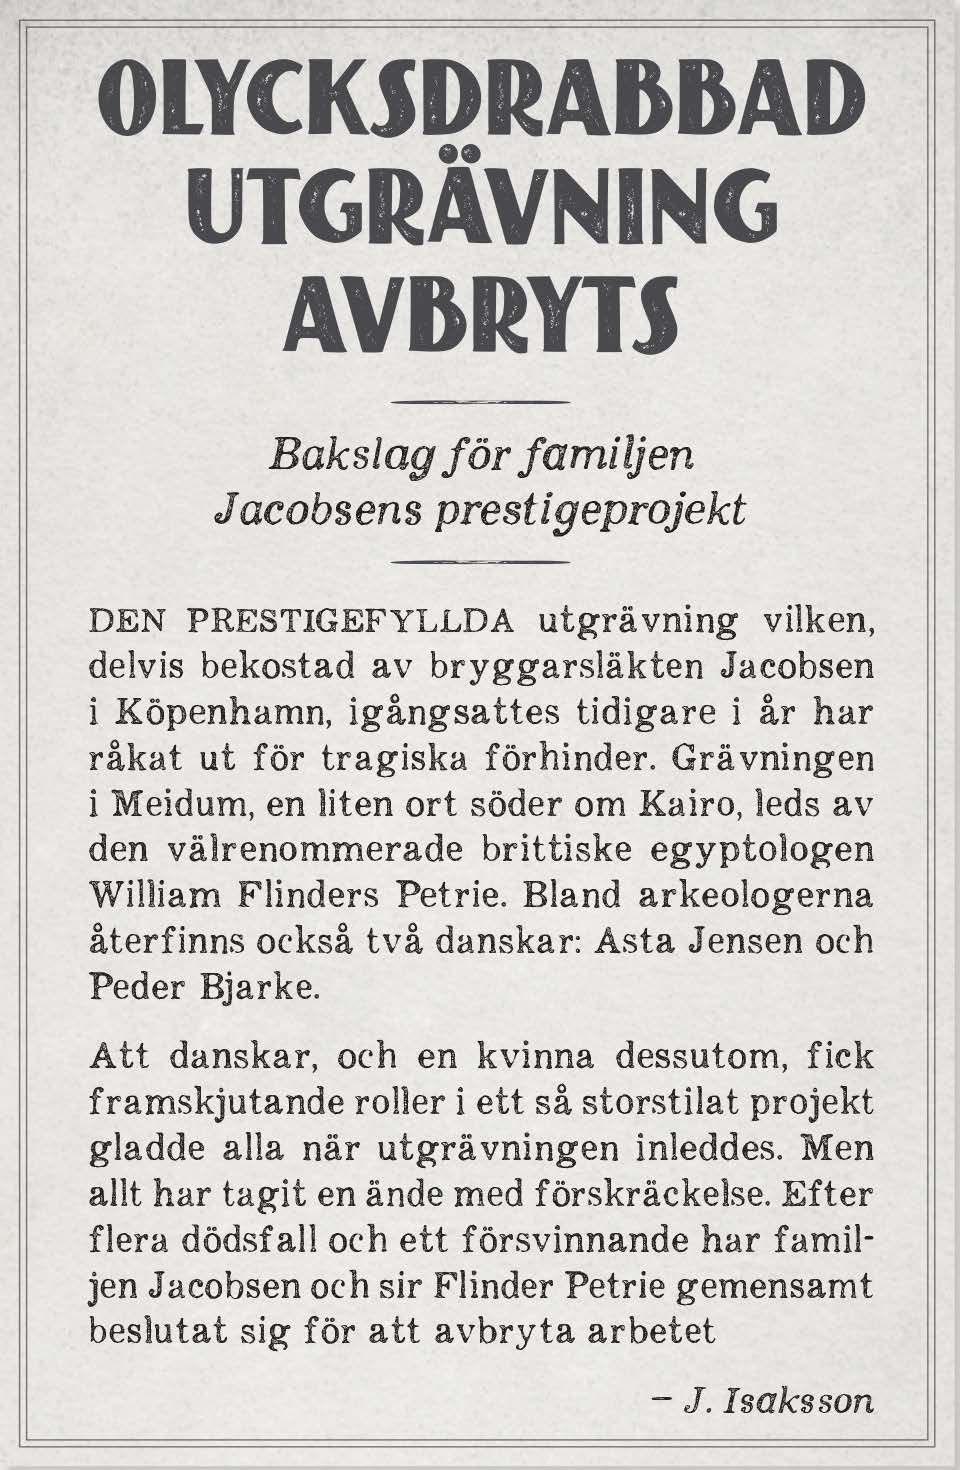 OLYCKSDRABBAD
UTGRÄVNING
AVBRYTS
Bakslag för familjen
Jacobsens prestigeprojekt
DEN PRESTIGEFYLLDA utgrävning vilken,
delvis bekostad av bryggarsläkten Jacobsen
i Köpenhamn, igångsattes tidigare i år har
råkat ut för tragiska förhinder. Grävningen
i Meidum, en liten ort söder om Kairo, leds av
den välrenommerade brittiske egyptologen
William Flinders Petrie. Bland arkeologerna
återfinns också två danskar: Asta Jensen och
Peder Bjarke.
Att danskar, och en kvinna dessutom, fick
framskjutande roller i ett så storstilat projekt
gladde alla när utgrävningen inleddes. Men
allt har tagit en ände med förskräckelse. Efter
flera dödsfall och ett försvinnande har famil-
jen Jacobsen och sir Flinder Petrie gemensamt
beslutat sig för att avbryta arbetet
– J. Isaksson